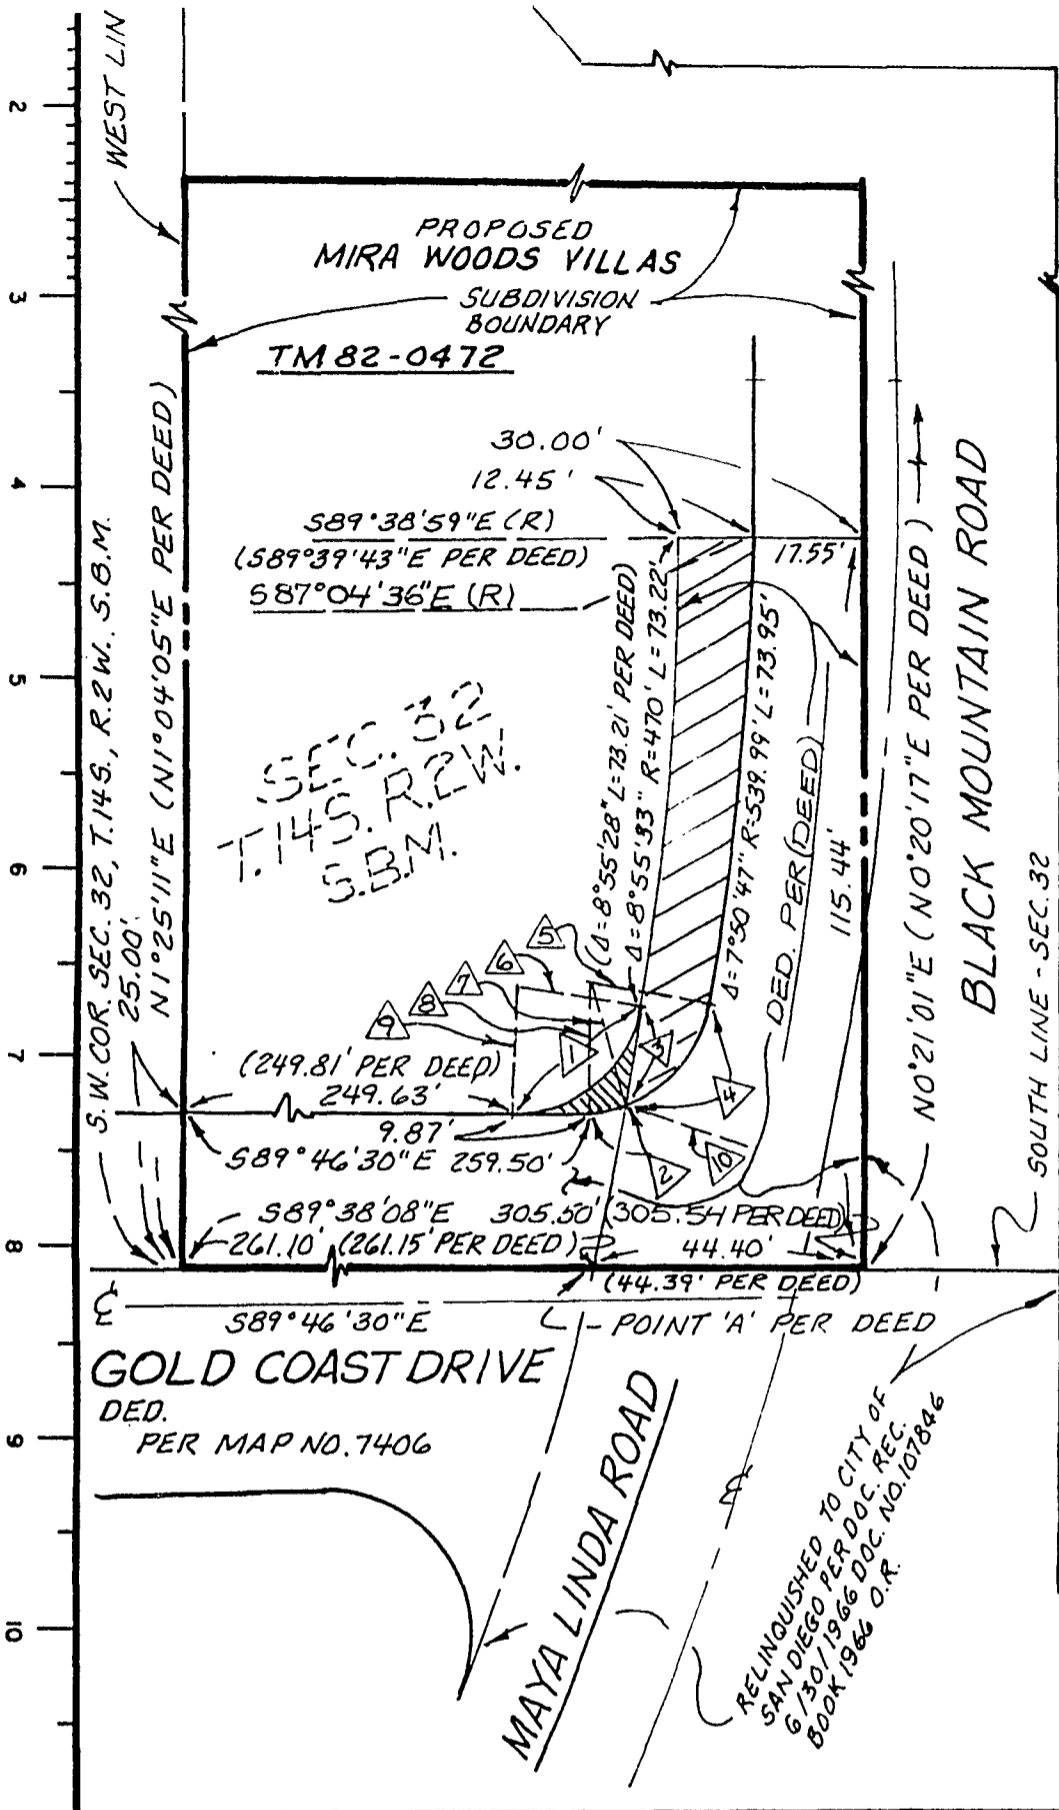 WEST LIN
2
3
4
5
6
7
8
9
10
PROPOSED
MIRA WOODS VILLAS
SUBDIVISION
BOUNDARY
TM 82-0472
30.00'
12.45'
S89°38'59"E (R)
(S89°39'43"E PER DEED)
S87°04'36"E (R)
17.55'
S.W. COR. SEC. 32, T.14S., R.2W. S.B.M.
25.00'
N1°25'11"E (N1°04'05"E PER DEED)
SEC. 32
T.14S. R.2W.
S.B.M.
(Δ=8°55'28" L=73.21' PER DEED)
Δ=8°55'33" R=470' L=73.22'
Δ=7°50'47" R=539.99' L=73.95'
DED. PER (DEED)
115.44'
N0°21'01"E (N0°20'17"E PER DEED)
BLACK MOUNTAIN ROAD
SOUTH LINE - SEC. 32
5
6
7
8
9
1
3
4
2
10
(249.81' PER DEED)
249.63'
9.87'
S89°46'30"E 259.50'
S89°38'08"E 305.50' (305.54 PER DEED)
261.10' (261.15' PER DEED)
44.40'
(44.39' PER DEED)
S89°46'30"E
POINT 'A' PER DEED
GOLD COAST DRIVE
DED.
PER MAP NO. 7406
MAYA LINDA ROAD
RELINQUISHED TO CITY OF
SAN DIEGO PER DOC. REC.
6/30/1966 DOC. NO. 107846
BOOK 1966 O.R.